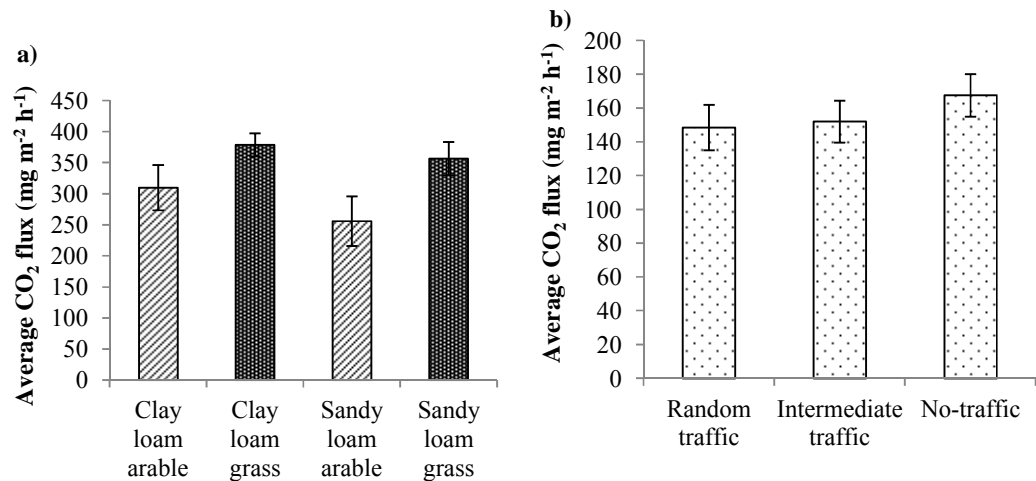 a)
Average CO₂ flux (mg m⁻² h⁻¹)
450
400
350
300
250
200
150
100
50
0
Clay loam arable
Clay loam grass
Sandy loam arable
Sandy loam grass
b)
Average CO₂ flux (mg m⁻² h⁻¹)
200
180
160
140
120
100
80
60
40
20
0
Random traffic
Intermediate traffic
No-traffic